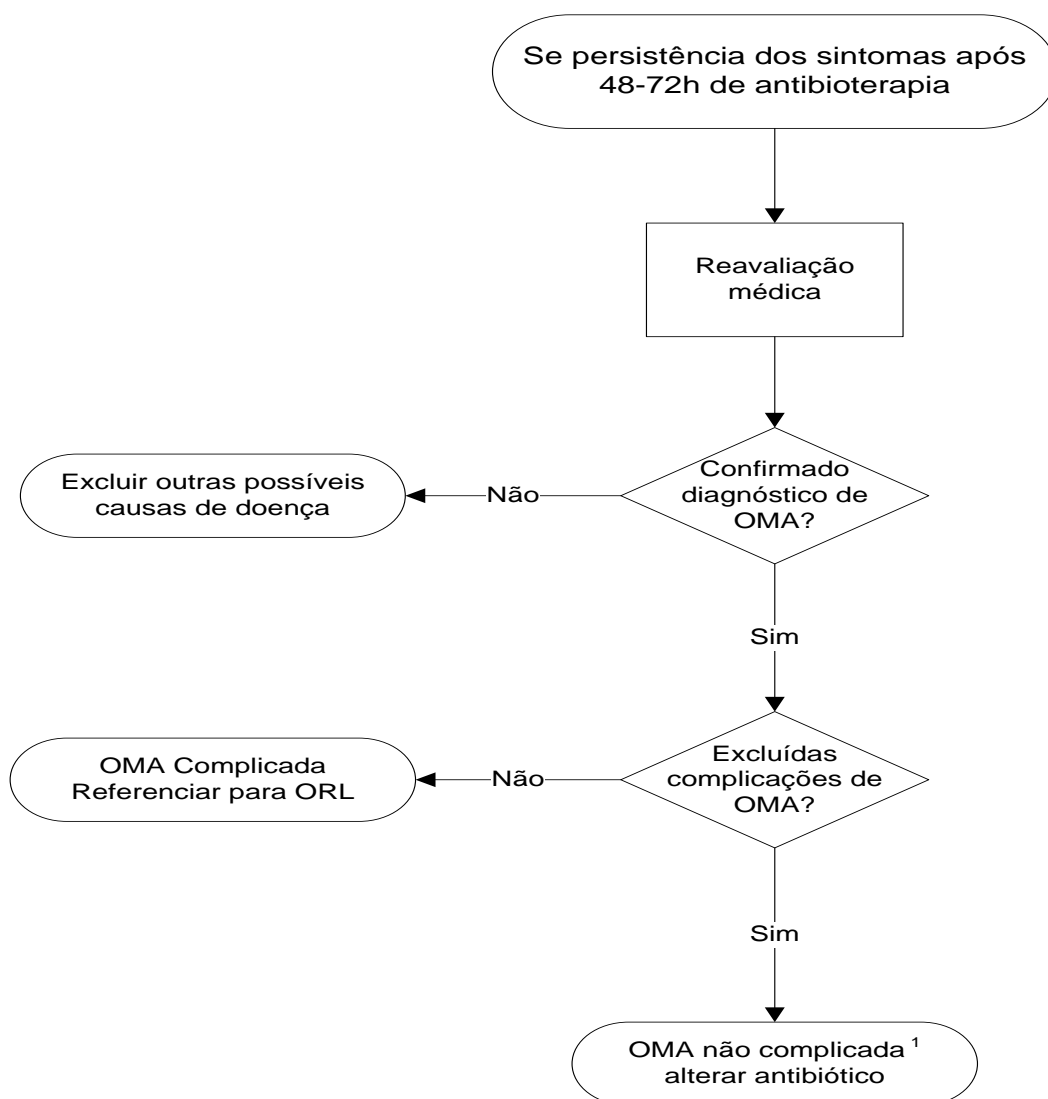 Se persistência dos sintomas após
48-72h de antibioterapia
Reavaliação
médica
Confirmado
diagnóstico de
OMA?
Não
Excluir outras possíveis
causas de doença
Sim
Excluídas
complicações de
OMA?
Não
OMA Complicada
Referenciar para ORL
Sim
OMA não complicada ¹
alterar antibiótico